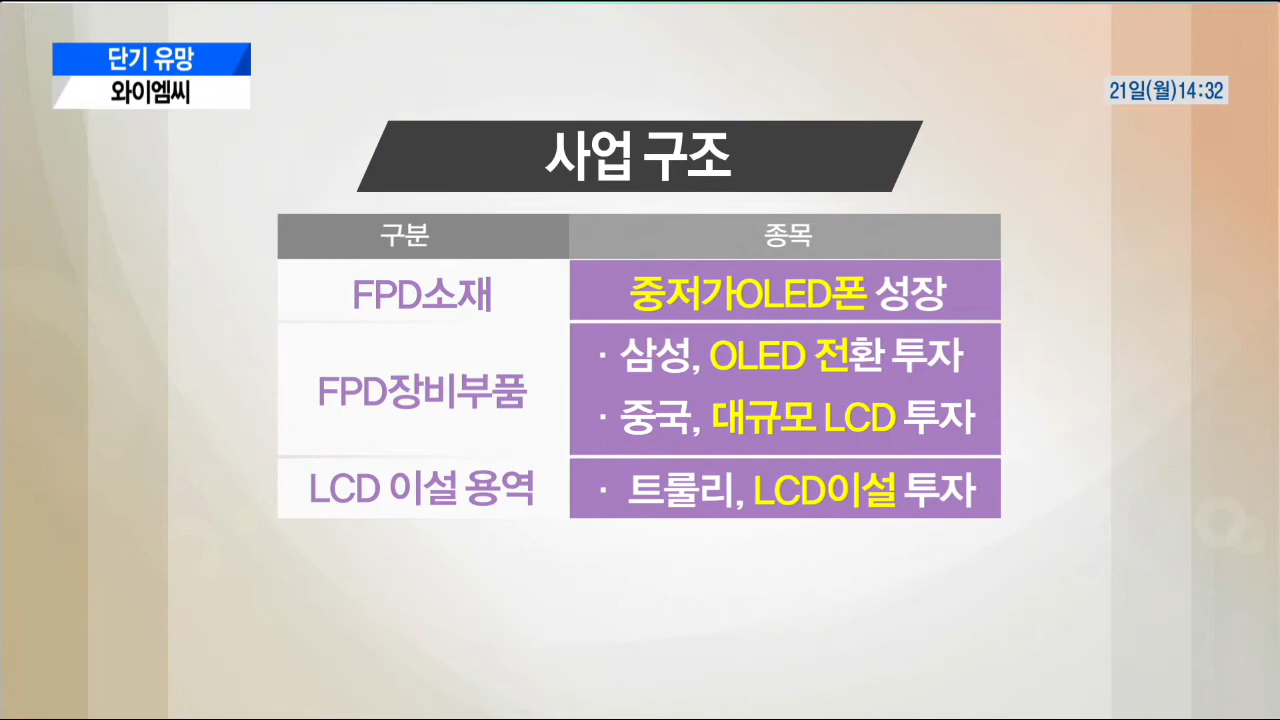 단기 유망
와이엠씨
21일(월)14:32
사업 구조
구분 종목
FPD소재 중저가OLED폰 성장
FPD장비부품
· 삼성, OLED 전환 투자
· 중국, 대규모 LCD 투자
LCD 이설 용역 · 트룰리, LCD이설 투자